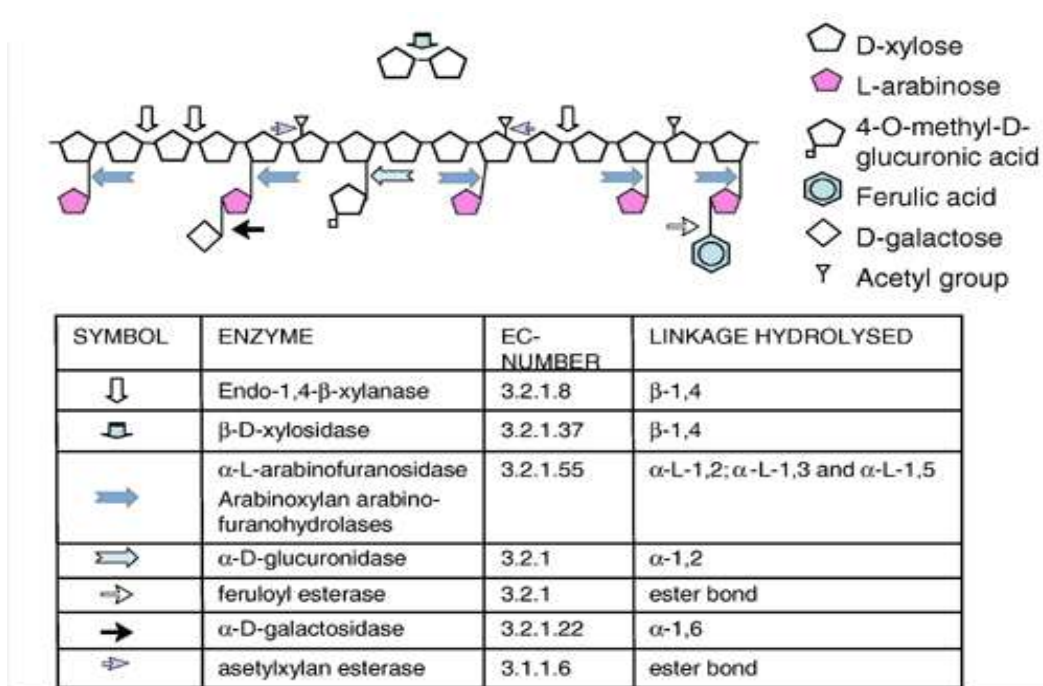 D-xylose
L-arabinose
4-O-methyl-D-
glucuronic acid
Ferulic acid
D-galactose
Acetyl group
SYMBOL ENZYME EC- LINKAGE HYDROLYSED
NUMBER
Endo-1,4-β-xylanase 3.2.1.8 β-1,4
β-D-xylosidase 3.2.1.37 β-1,4
α-L-arabinofuranosidase 3.2.1.55 α-L-1,2; α-L-1,3 and α-L-1,5
Arabinoxylan arabino-
furanohydrolases
α-D-glucuronidase 3.2.1 α-1,2
feruloyl esterase 3.2.1 ester bond
α-D-galactosidase 3.2.1.22 α-1,6
asetylxylan esterase 3.1.1.6 ester bond